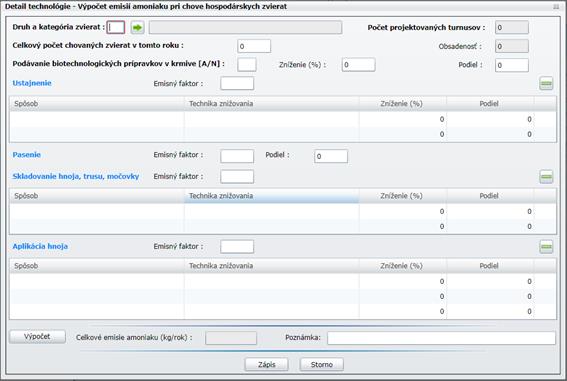 Detail technológie - Výpočet emisií amoniaku pri chove hospodárskych zvierat
Druh a kategória zvierat : Počet projektovaných turnusov : 0
Celkový počet chovaných zvierat v tomto roku : 0 Obsadenosť : 0
Podávanie biotechnologických prípravkov v krmive [A/N] : Zníženie (%) : 0 Podiel : 0
Ustajnenie Emisný faktor :
Spôsob Technika znižovania Zníženie (%) Podiel
0 0
0 0
Pasenie Emisný faktor : Podiel : 0
Skladovanie hnoja, trusu, močovky Emisný faktor :
Spôsob Technika znižovania Zníženie (%) Podiel
0 0
0 0
Aplikácia hnoja Emisný faktor :
Spôsob Technika znižovania Zníženie (%) Podiel
0 0
0 0
0 0
Výpočet Celkové emisie amoniaku (kg/rok) : Poznámka:
Zápis Storno